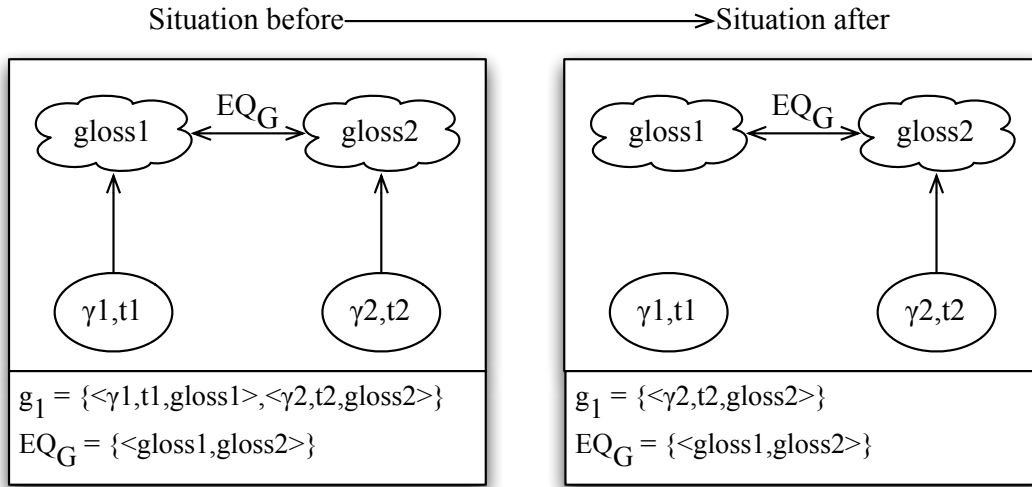 Situation before Situation after
EQG
gloss1 gloss2
γ1,t1 γ2,t2
g1 = {<γ1,t1,gloss1>,<γ2,t2,gloss2>}
EQG = {<gloss1,gloss2>}
EQG
gloss1 gloss2
γ1,t1 γ2,t2
g1 = {<γ2,t2,gloss2>}
EQG = {<gloss1,gloss2>}